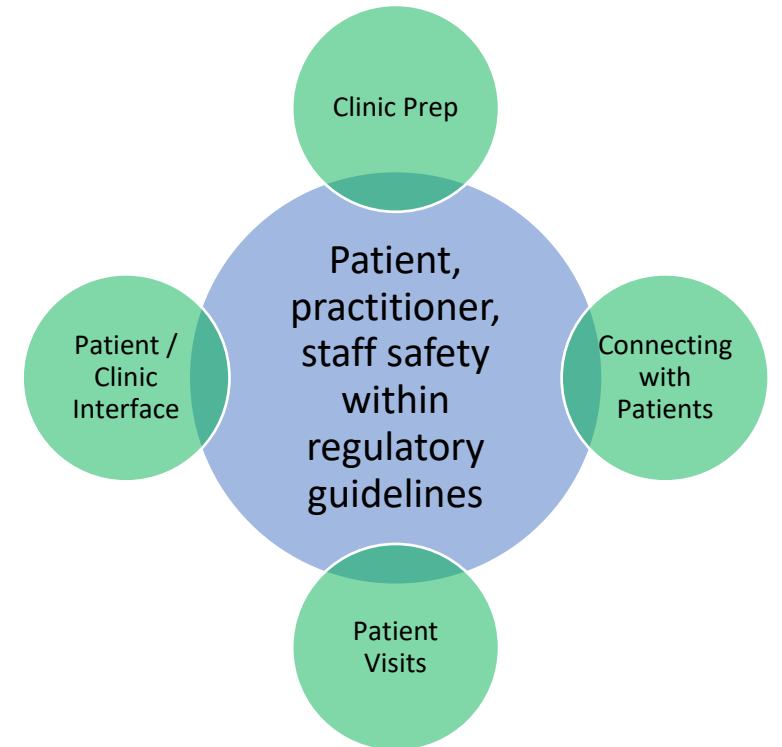 Clinic Prep
Patient,
practitioner,
staff safety
within
regulatory
guidelines
Patient /
Clinic
Interface
Connecting
with
Patients
Patient
Visits